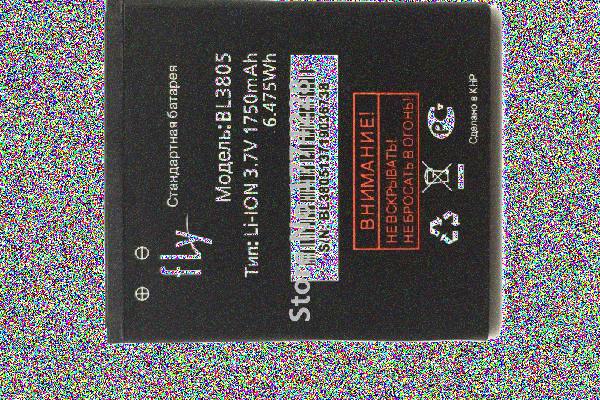 fly
Стандартная батарея
Модель: BL3805
Тип: Li-ION 3.7V 1750mAh
6.475Wh
ВНИМАНИЕ!
НЕ ВСКРЫВАТЬ!
НЕ БРОСАТЬ В ОГОНЬ!
Сделано в КНР